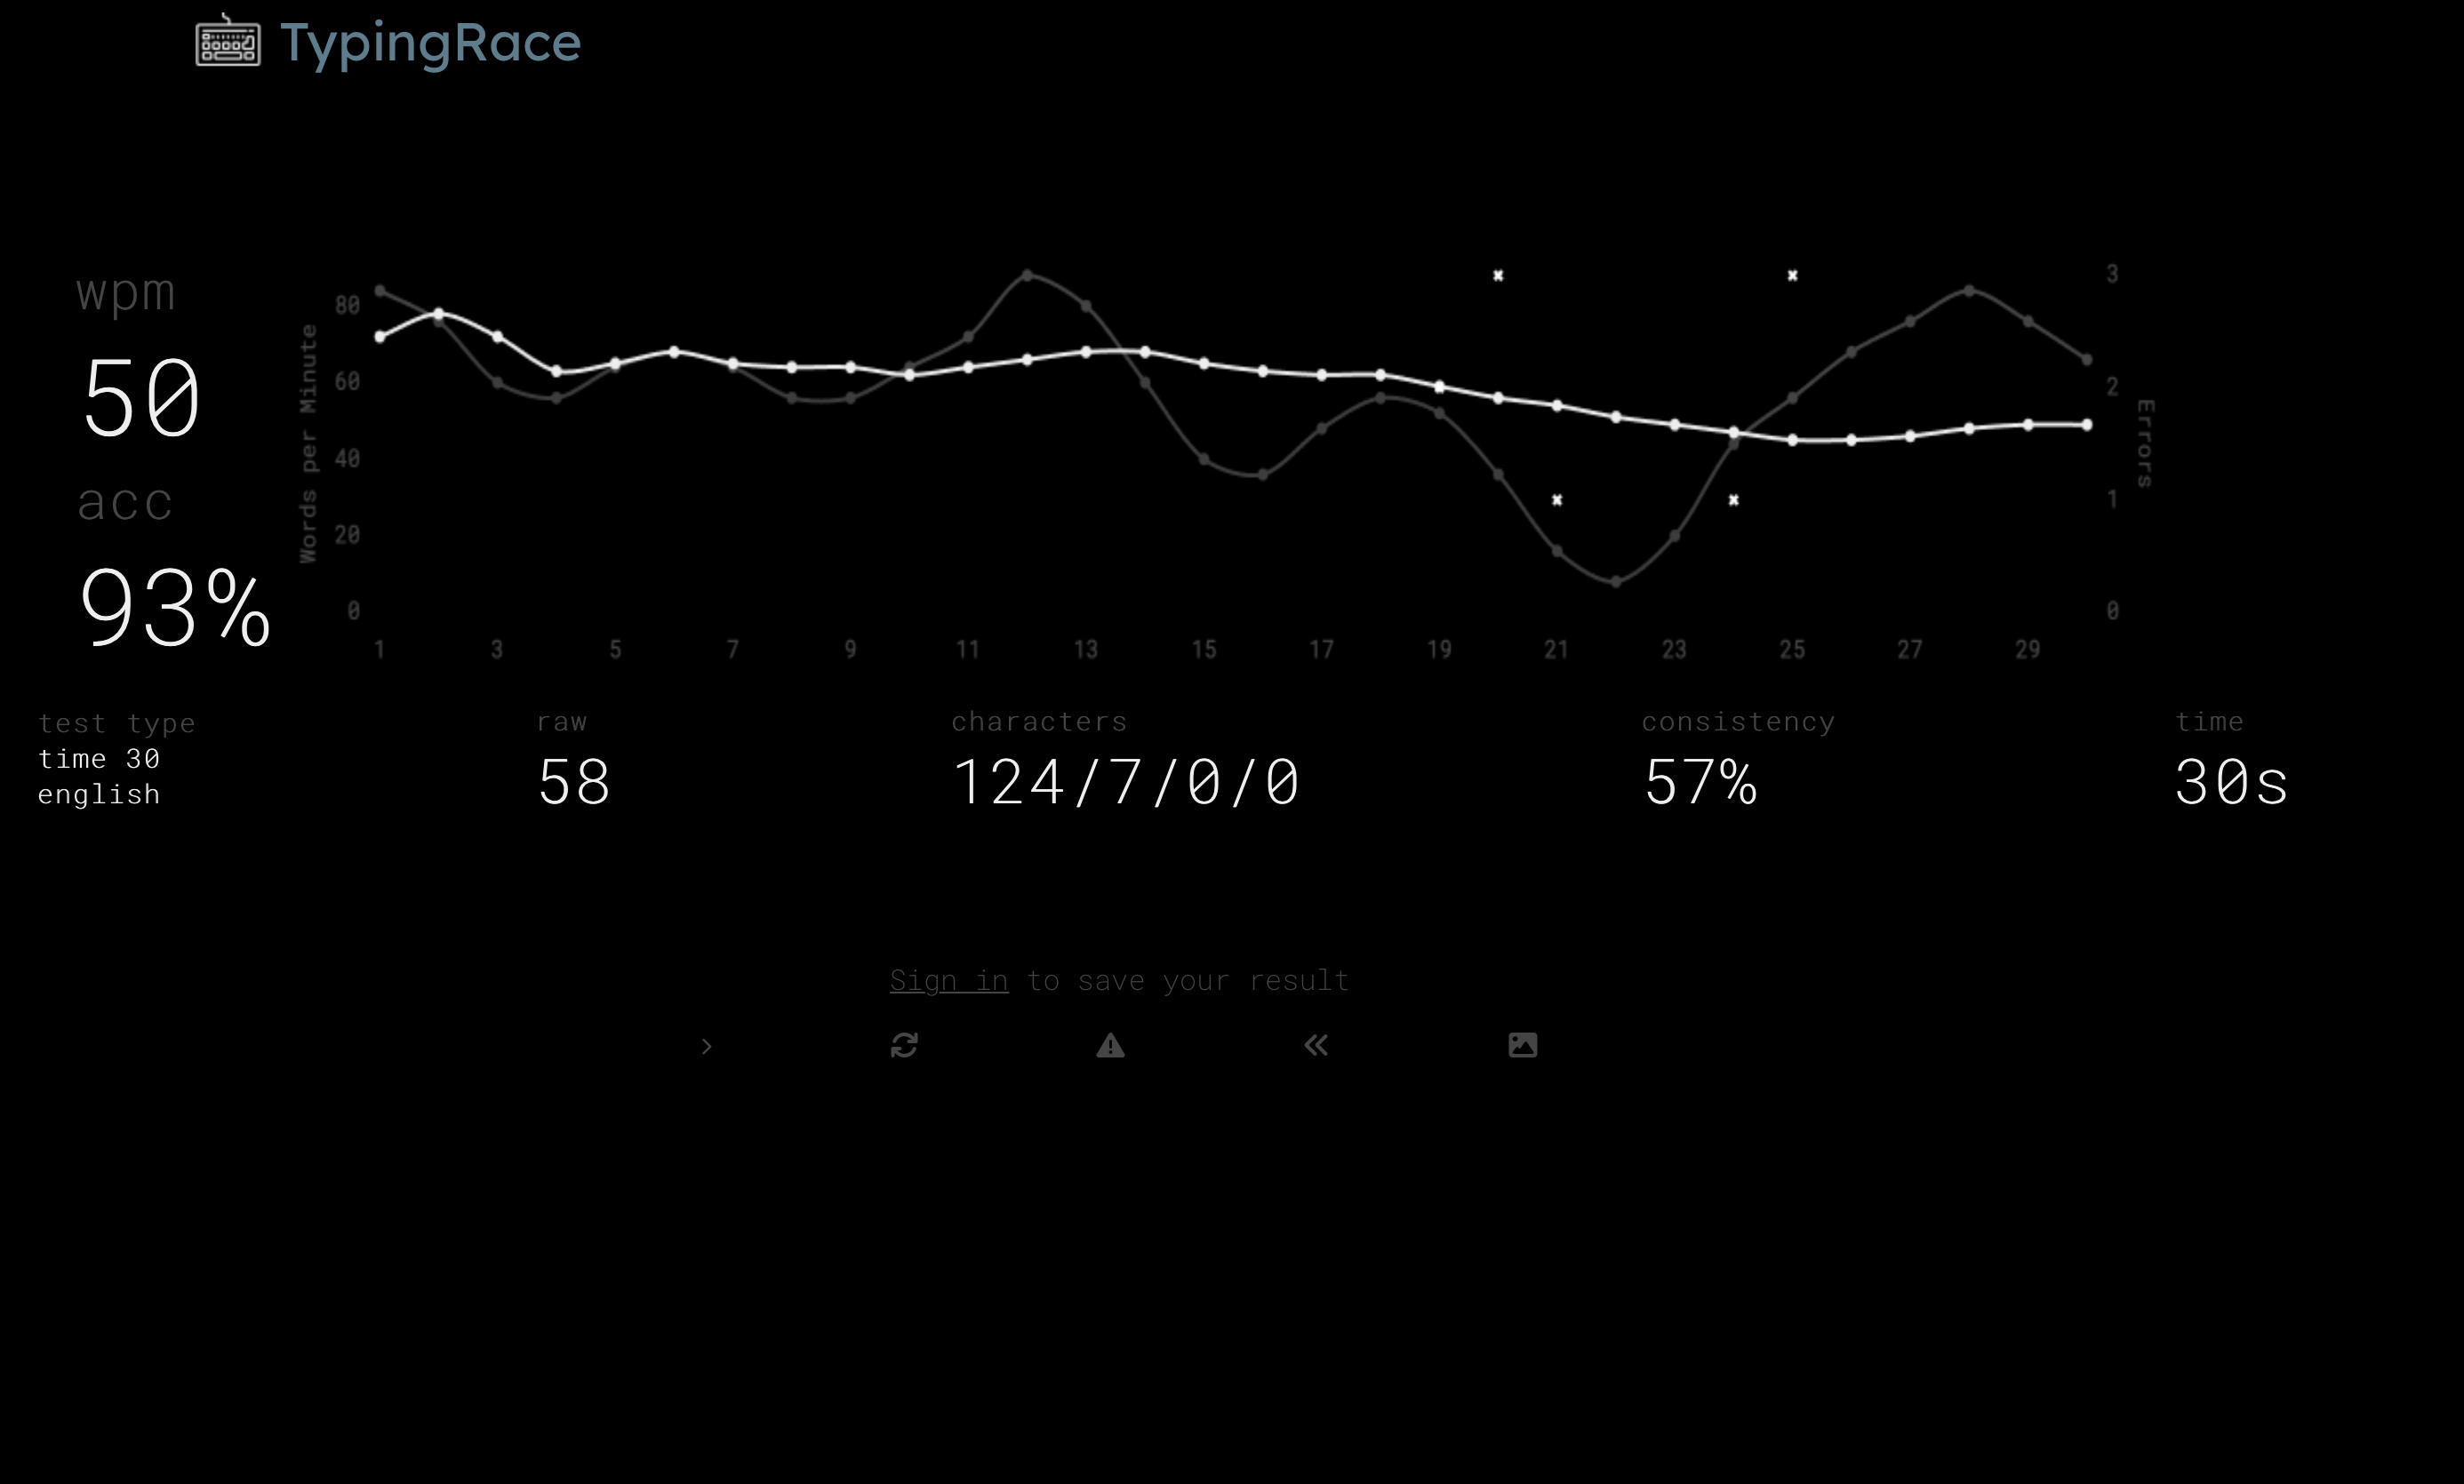 TypingRace
wpm
50
acc
93%
Words per Minute
80
60
40
20
0
3
2
1
0
Errors
1 3 5 7 9 11 13 15 17 19 21 23 25 27 29
test type
time 30
english
raw
58
characters
124/7/0/0
consistency
57%
time
30s
Sign in to save your result